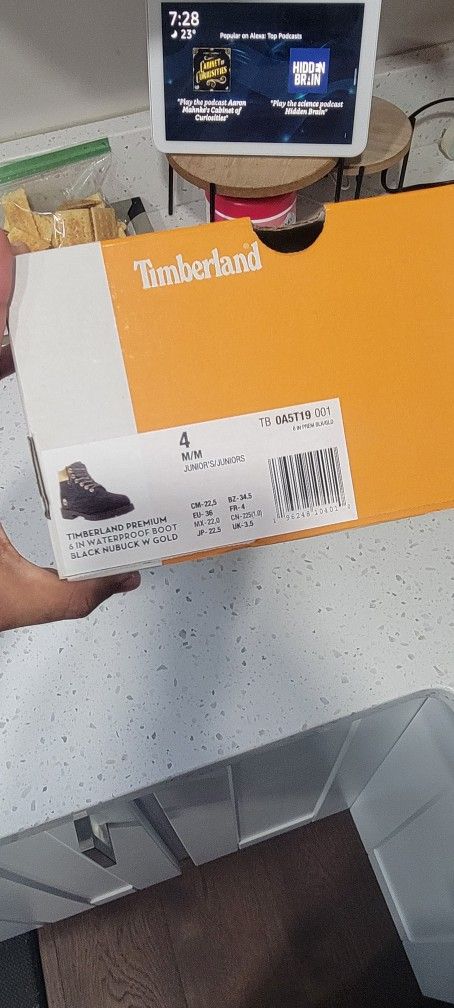 7:28
23°
Popular on Alexa: Top Podcasts
CABINET OF
CURIOSITIES
HIDDEN
BRAIN
"Play the podcast Aaron
Mahnke's Cabinet of
Curiosities"
"Play the science podcast
Hidden Brain"
Timberland
TB 0A5T19 001
6 IN PREM BLK/GLD
4
M/M
JUNIOR'S/JUNIORS
CM-22,5 BZ-34.5
EU-36 FR-4
MX-22,0 CN-225(1,0)
JP-22.5 UK-3.5
TIMBERLAND PREMIUM
6 IN WATERPROOF BOOT
BLACK NUBUCK W GOLD